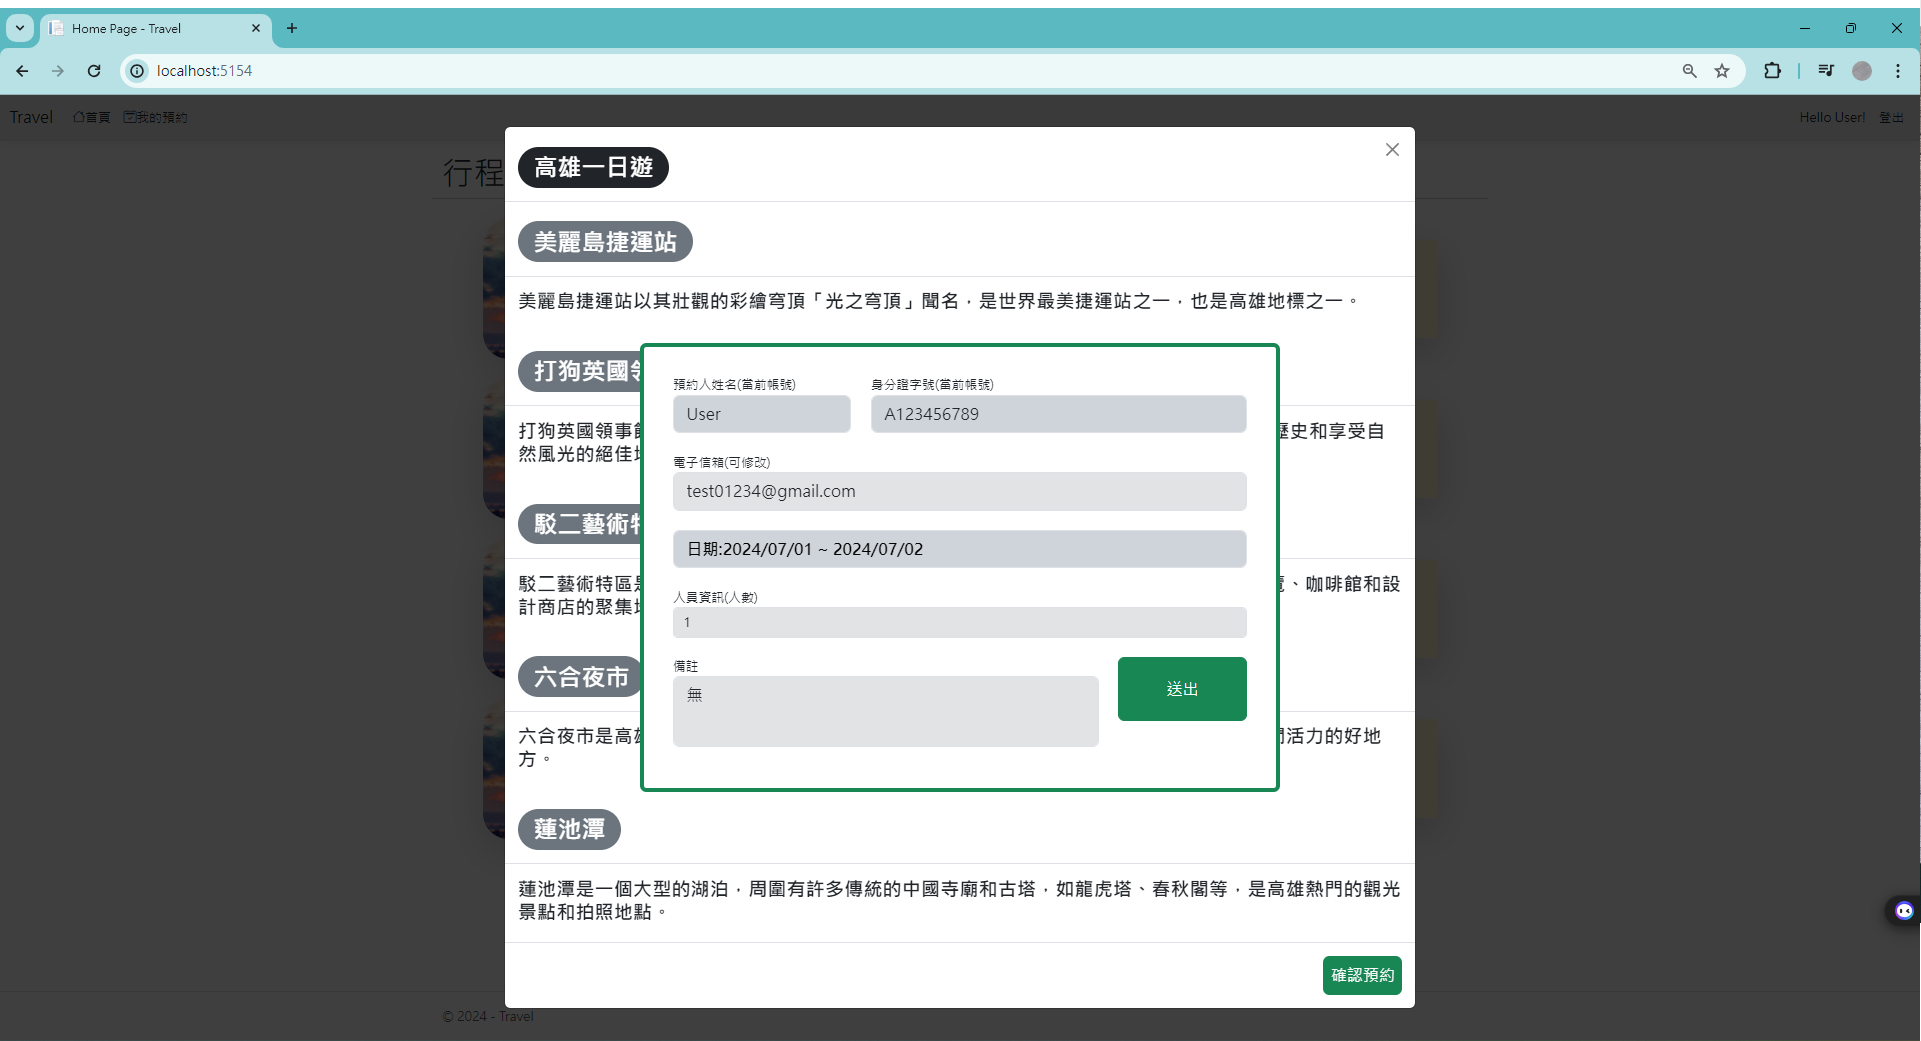 Home Page - Travel
localhost:5154
Travel 首頁 我的預約
Hello User! 登出
行程
高雄一日遊
美麗島捷運站
美麗島捷運站以其壯觀的彩繪穹頂「光之穹頂」聞名，是世界最美捷運站之一，也是高雄地標之一。
打狗英國
打狗英國領事 歷史和享受自
然風光的絕佳
駁二藝術
駁二藝術特區 、咖啡館和設
計商店的聚集
六合夜市
六合夜市是高 活力的好地
方。
預約人姓名(當前帳號) 身分證字號(當前帳號)
User A123456789
電子信箱(可修改)
test01234@gmail.com
日期:2024/07/01 ~ 2024/07/02
人員資訊(人數)
1
備註
無
送出
蓮池潭
蓮池潭是一個大型的湖泊，周圍有許多傳統的中國寺廟和古塔，如龍虎塔、春秋閣等，是高雄熱門的觀光
景點和拍照地點。
確認預約
© 2024 - Travel